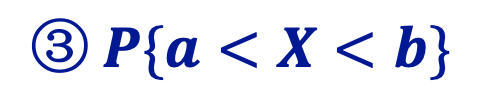 ③ P{a < X < b}